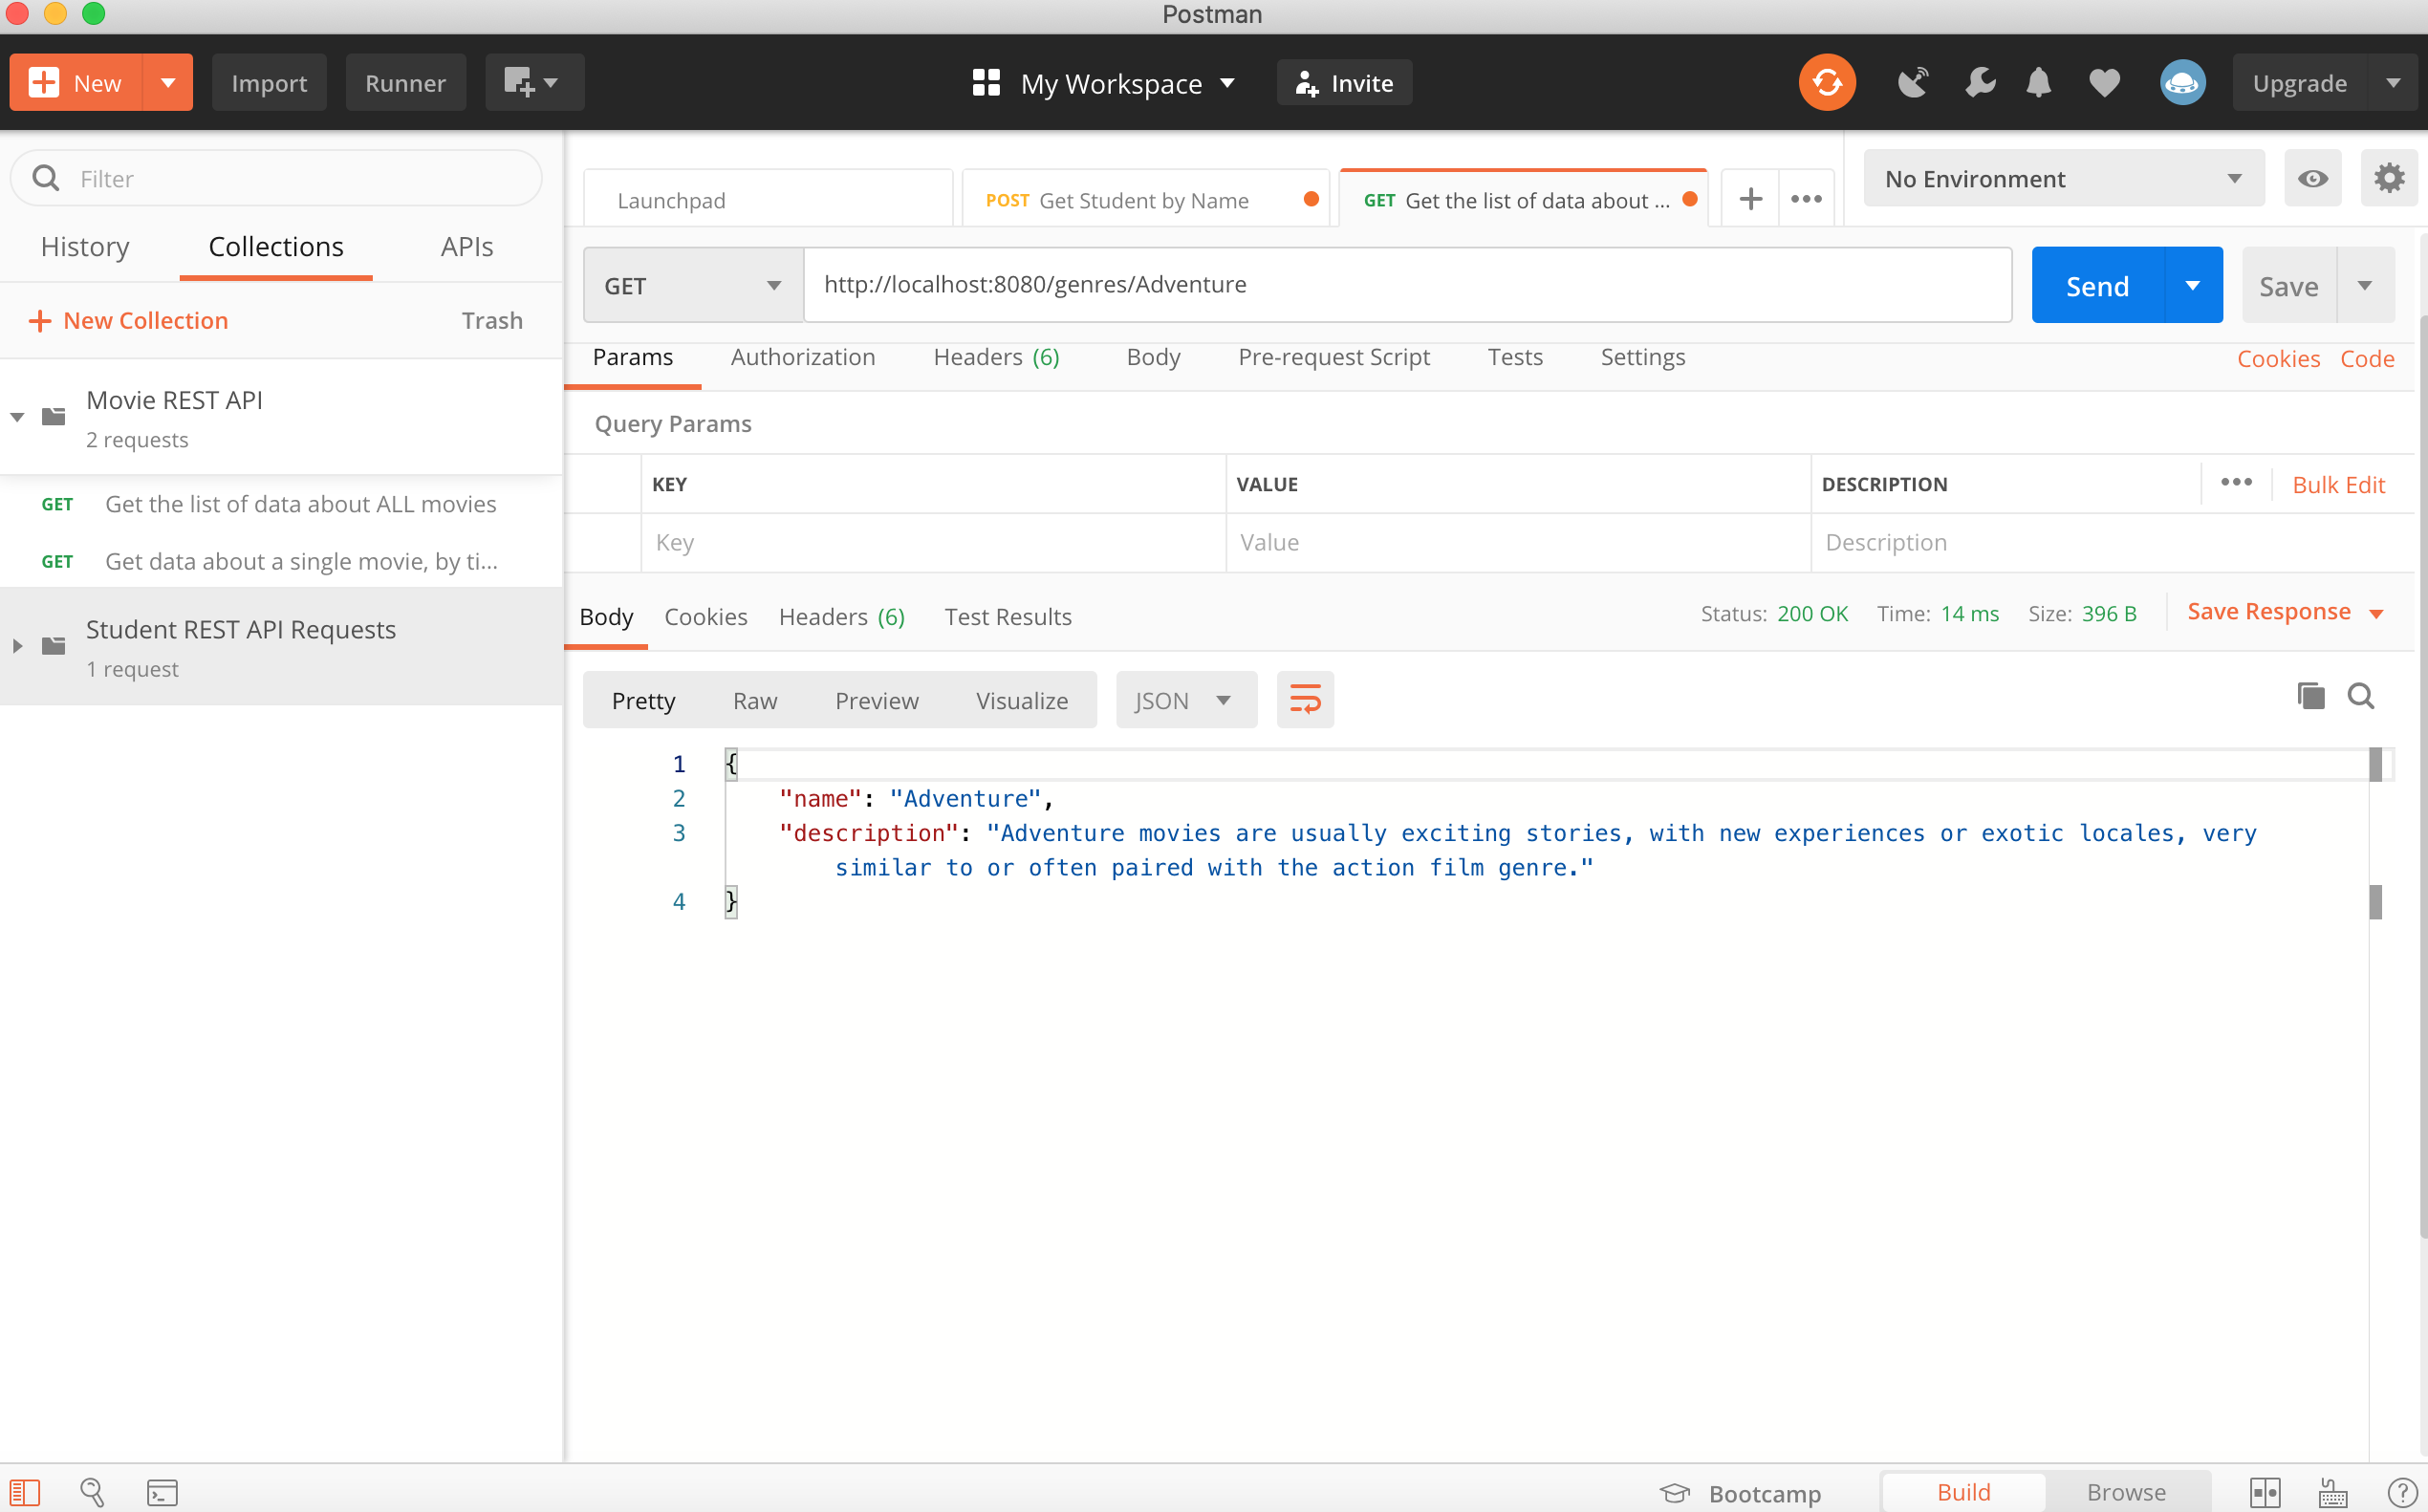 Postman
New
Import
Runner
My Workspace
Invite
Upgrade
Filter
History
Collections
APIs
New Collection
Trash
Movie REST API
2 requests
GET Get the list of data about ALL movies
GET Get data about a single movie, by ti...
Student REST API Requests
1 request
Launchpad
POST Get Student by Name
GET Get the list of data about ...
No Environment
GET
http://localhost:8080/genres/Adventure
Send
Save
Params
Authorization
Headers (6)
Body
Pre-request Script
Tests
Settings
Cookies
Code
Query Params
KEY
VALUE
DESCRIPTION
Bulk Edit
Key
Value
Description
Body
Cookies
Headers (6)
Test Results
Status: 200 OK
Time: 14 ms
Size: 396 B
Save Response
Pretty
Raw
Preview
Visualize
JSON
1 {
2 "name": "Adventure",
3 "description": "Adventure movies are usually exciting stories, with new experiences or exotic locales, very
similar to or often paired with the action film genre."
4 }
Bootcamp
Build
Browse